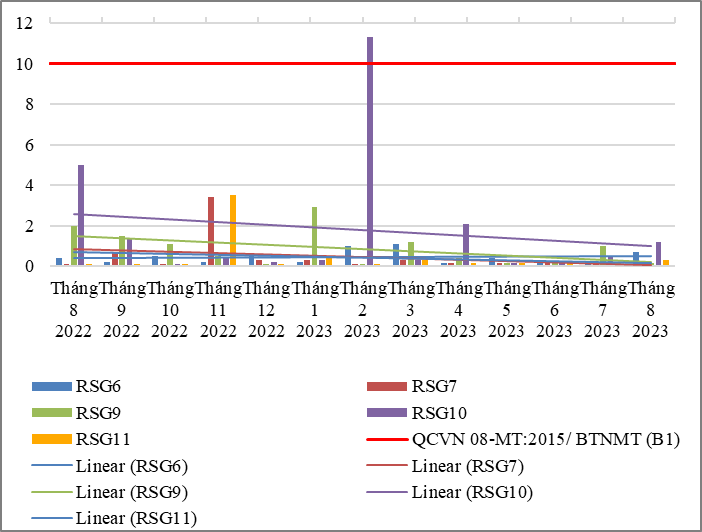 12
10
8
6
4
2
0
Tháng Tháng Tháng Tháng Tháng Tháng Tháng Tháng Tháng Tháng Tháng Tháng Tháng
8 9 10 11 12 1 2 3 4 5 6 7 8
2022 2022 2022 2022 2022 2023 2023 2023 2023 2023 2023 2023 2023
RSG6 RSG7
RSG9 RSG10
RSG11 QCVN 08-MT:2015/ BTNMT (B1)
Linear (RSG6) Linear (RSG7)
Linear (RSG9) Linear (RSG10)
Linear (RSG11)